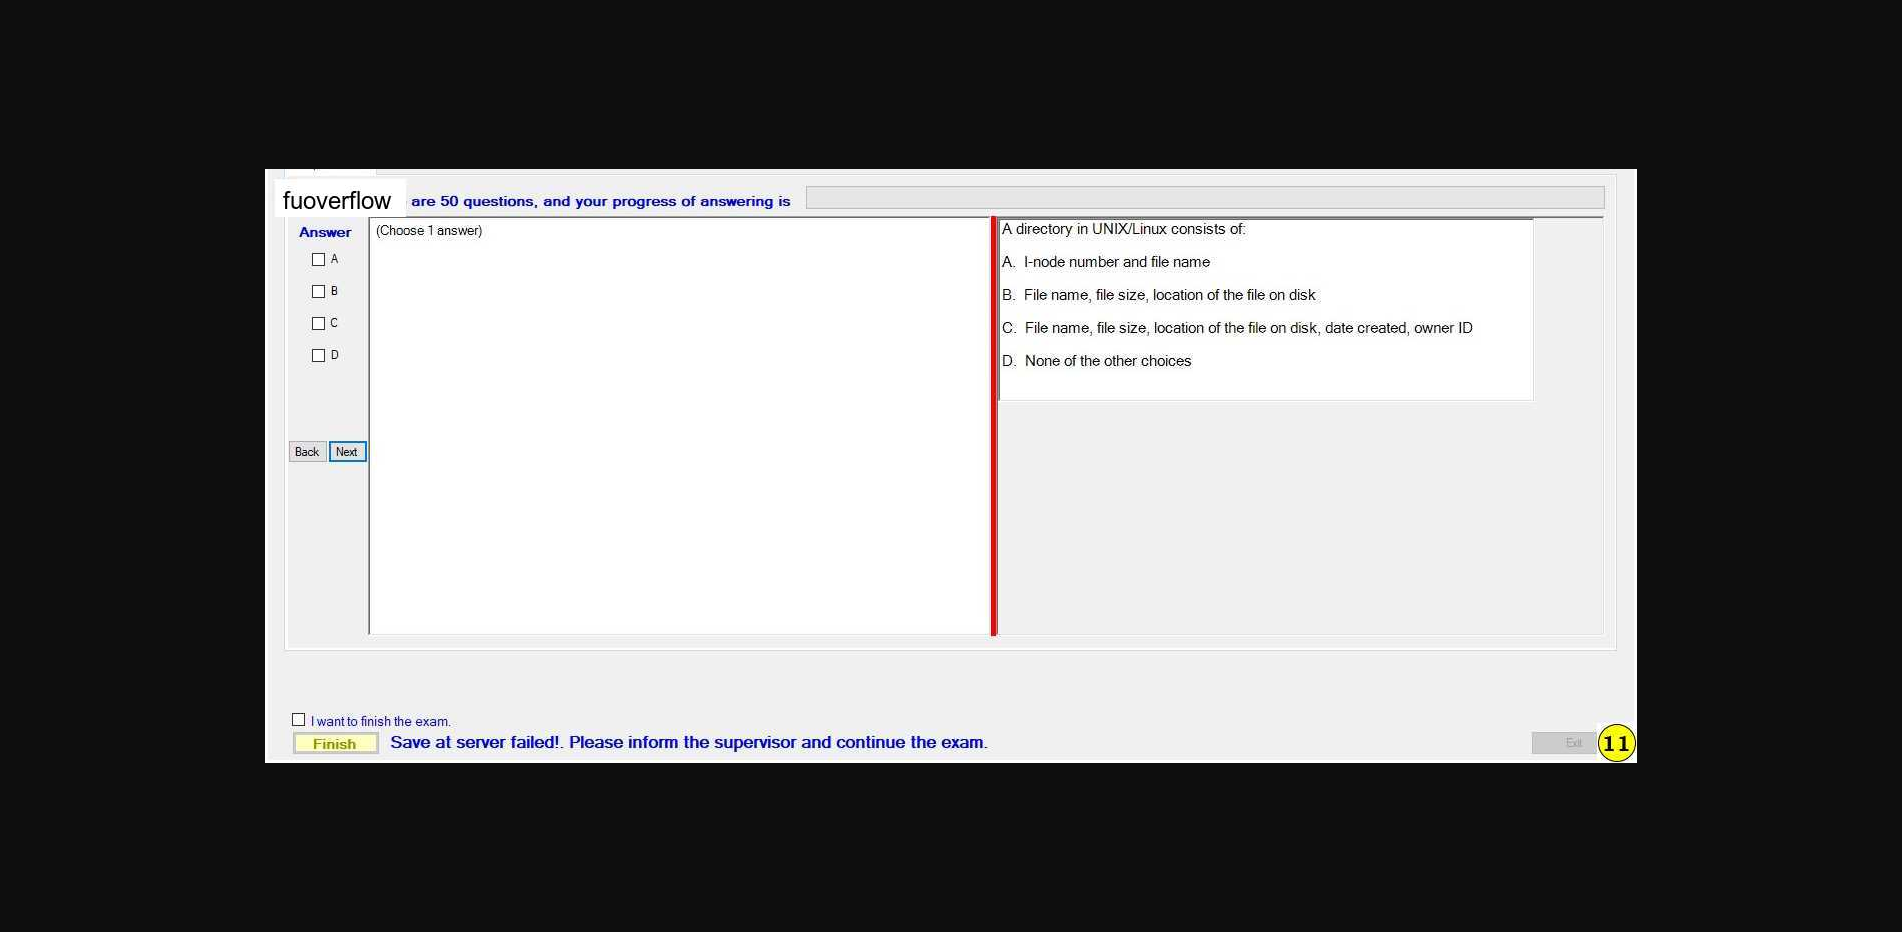 fuoverflow are 50 questions, and your progress of answering is
Answer
A
B
C
D
Back Next
(Choose 1 answer)
A directory in UNIX/Linux consists of:
A. I-node number and file name
B. File name, file size, location of the file on disk
C. File name, file size, location of the file on disk, date created, owner ID
D. None of the other choices
I want to finish the exam.
Finish Save at server failed!. Please inform the supervisor and continue the exam.
Exit 11